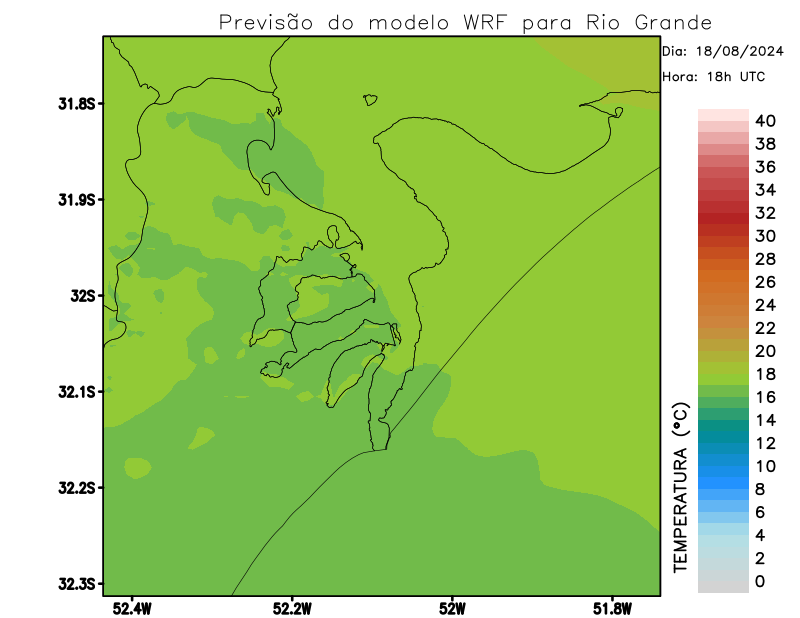 Previsão do modelo WRF para Rio Grande
Dia: 18/08/2024
Hora: 18h UTC
31.8S
31.9S
32S
32.1S
32.2S
32.3S
52.4W
52.2W
52W
51.8W
TEMPERATURA (°C)
40
38
36
34
32
30
28
26
24
22
20
18
16
14
12
10
8
6
4
2
0